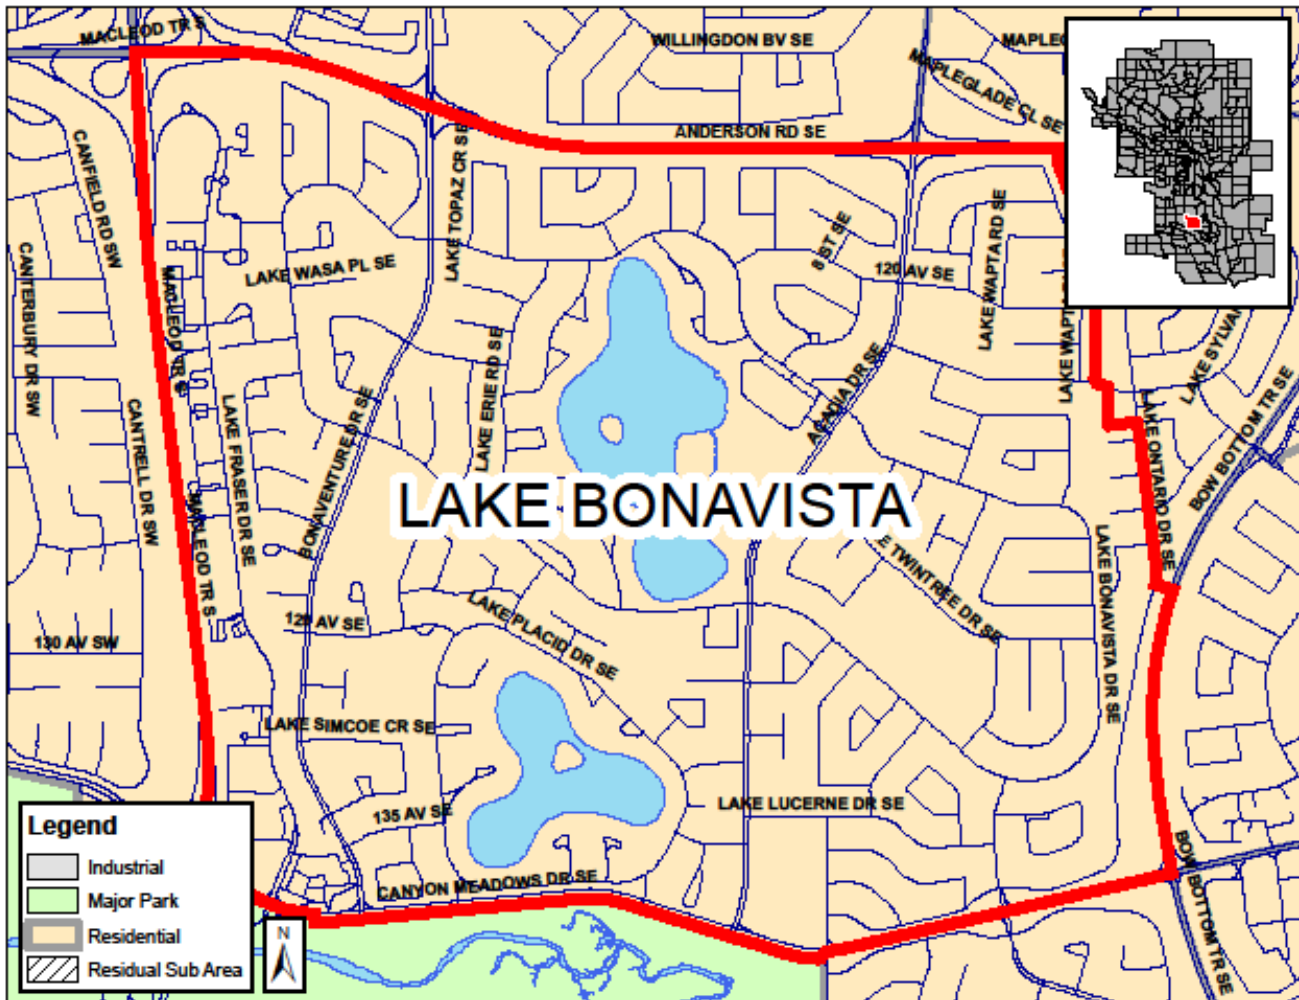 MACLEOD TR S
WILLINGDON BV SE
MAPLEGLADE CL SE
ANDERSON RD SE
CANFIELD RD SW
LAKE TOPAZ CR SE
CANTERBURY DR SW
MACLEOD TR S
LAKE WASA PL SE
8 ST SE
120 AV SE
LAKE WAPTA RD SE
LAKE
LAKE ERIE RD SE
ACADIA DR SE
BOW BOTTOM TR SE
LAKE ONTARIO DR SE
CANTRELL DR SW
LAKE FRASER DR SE
BONAVENTURE DR SE
MACLEOD TR S
LAKE BONAVISTA
TWINTREE DR SE
LAKE BONAVISTA DR SE
129 AV SE
LAKE PLACID DR SE
130 AV SW
LAKE SIMCOE CR SE
135 AV SE
LAKE LUCERNE DR SE
CANYON MEADOWS DR SE
BOW BOTTOM TR SE
Legend
Industrial
Major Park
Residential
Residual Sub Area
N